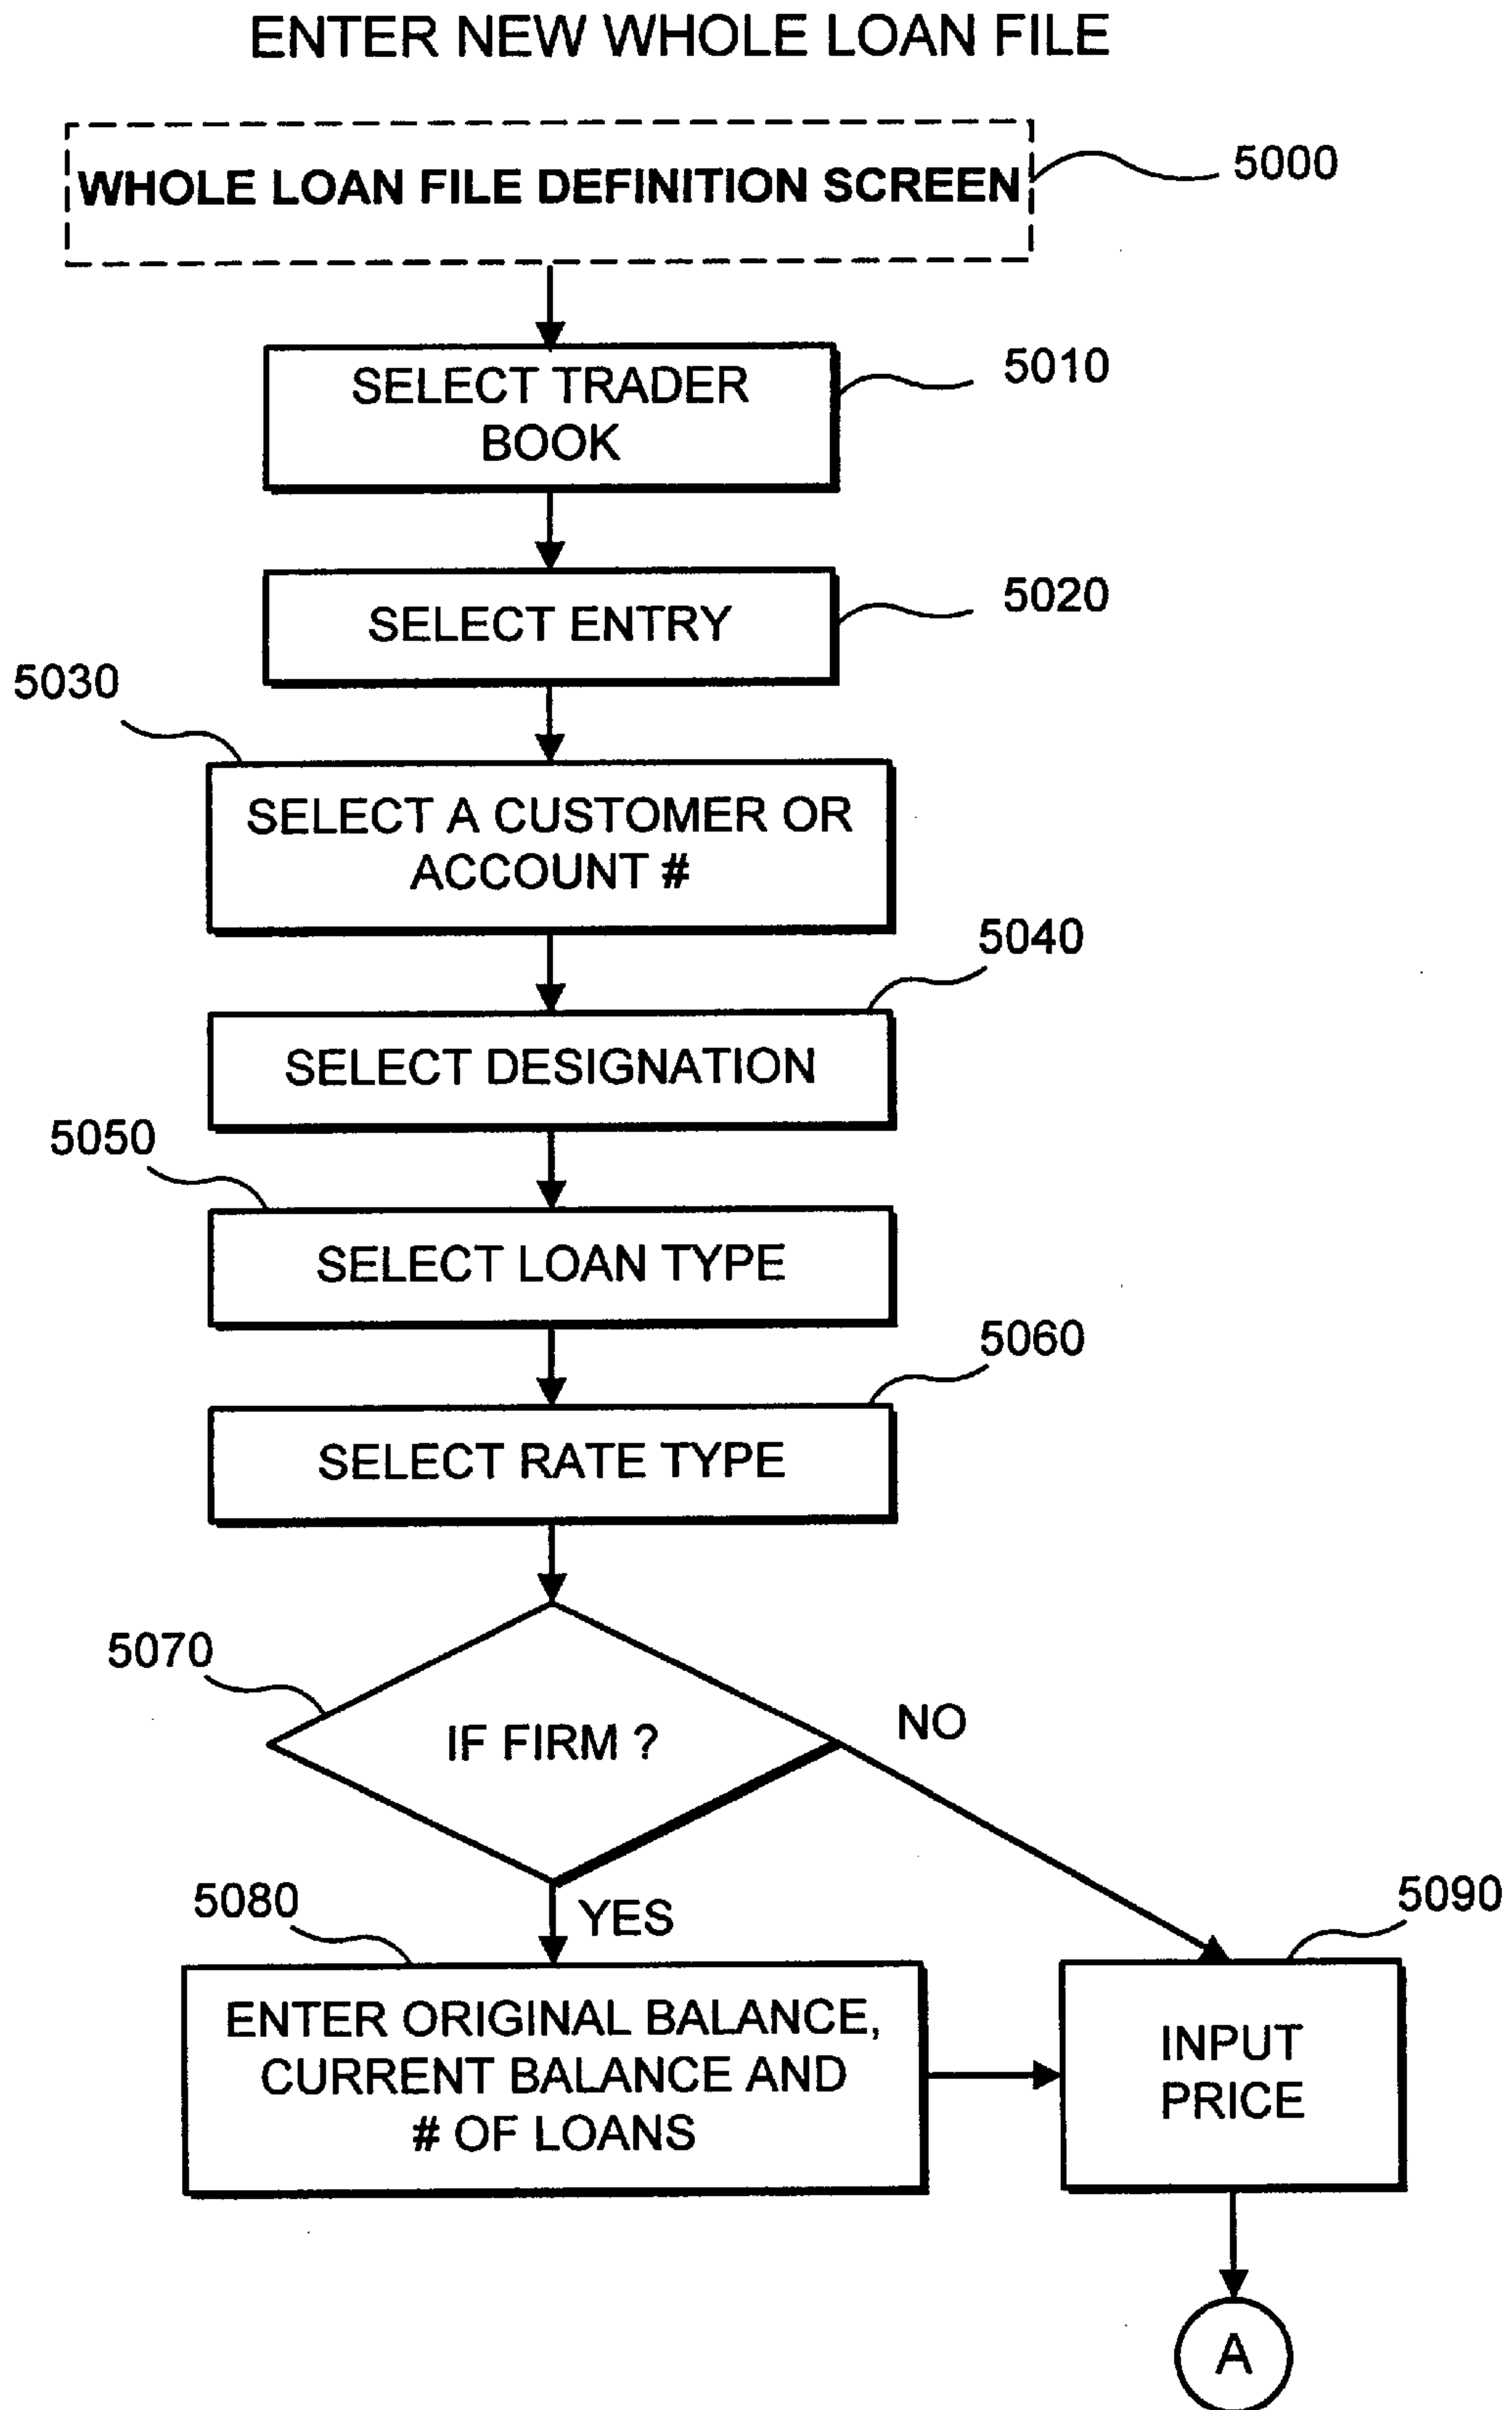 ENTER NEW WHOLE LOAN FILE
WHOLE LOAN FILE DEFINITION SCREEN
5000
SELECT TRADER
BOOK
5010
SELECT ENTRY
5020
5030
SELECT A CUSTOMER OR
ACCOUNT #
5040
SELECT DESIGNATION
5050
SELECT LOAN TYPE
5060
SELECT RATE TYPE
5070
IF FIRM ?
NO
YES
5080
ENTER ORIGINAL BALANCE,
CURRENT BALANCE AND
# OF LOANS
5090
INPUT
PRICE
A